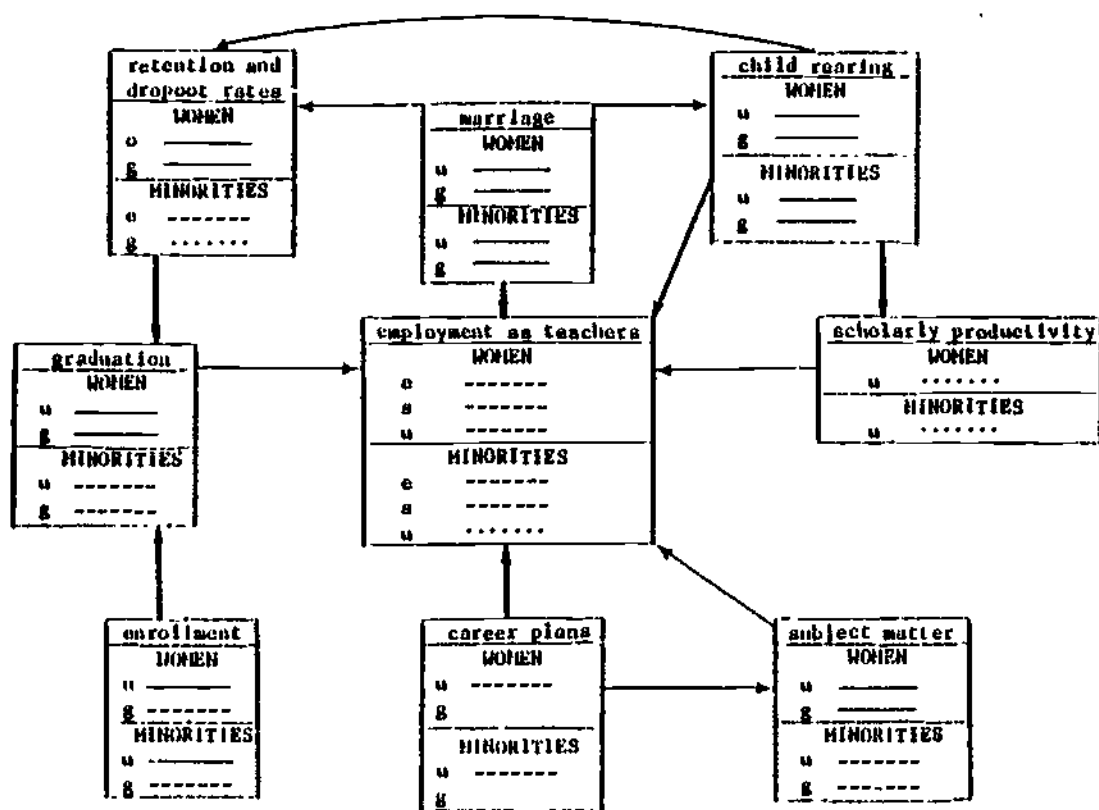 retention and
dropout rates
WOMEN
u
g
MINORITIES
u
g
marriage
WOMEN
u
g
MINORITIES
u
g
child rearing
WOMEN
u
g
MINORITIES
u
g
graduation
WOMEN
u
g
MINORITIES
u
g
employment as teachers
WOMEN
e
s
u
MINORITIES
e
s
u
scholarly productivity
WOMEN
u
MINORITIES
u
enrollment
WOMEN
u
g
MINORITIES
u
g
career plans
WOMEN
u
g
MINORITIES
u
g
subject matter
WOMEN
u
g
MINORITIES
u
g